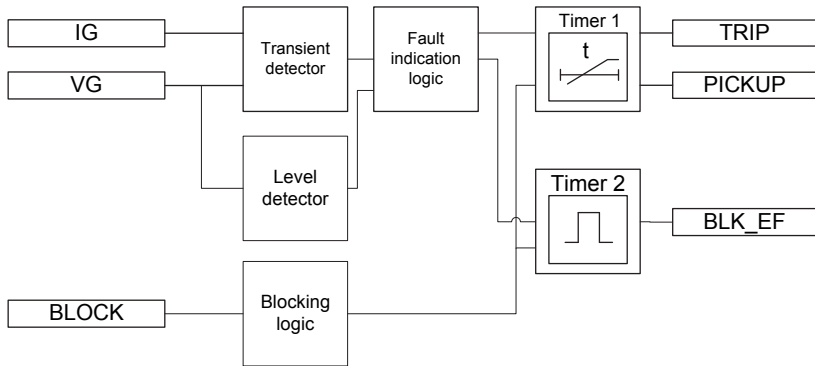 IG
VG
BLOCK
Transient
detector
Level
detector
Blocking
logic
Fault
indication
logic
Timer 1
t
Timer 2
TRIP
PICKUP
BLK_EF